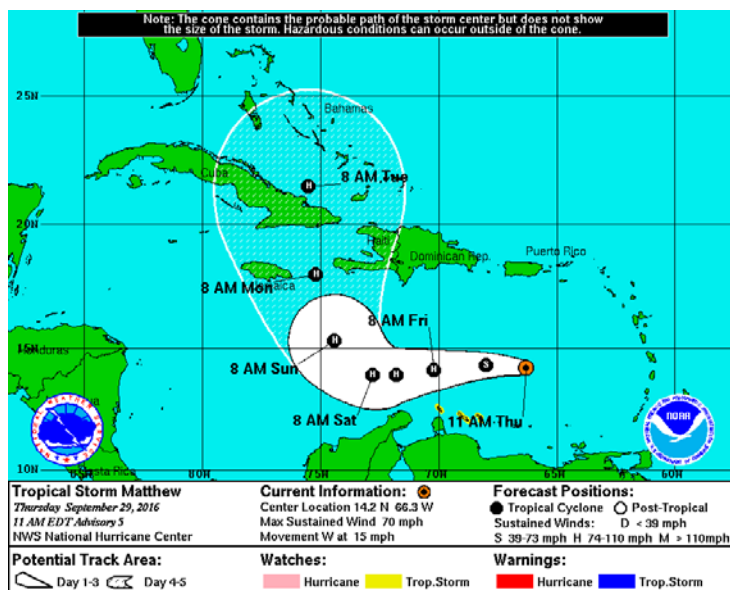 Note: The cone contains the probable path of the storm center but does not show
the size of the storm. Hazardous conditions can occur outside of the cone.
25N
Bahamas
8 AM Tue
Cuba
20N
Haiti
Puerto Rico
Dominican Rep.
8 AM Mon
Jamaica
8 AM Fri
15N
Honduras
8 AM Sun
8 AM Sat
11 AM Thu
NOAA
10N
Costa Rica
85W 80W 75W 70W 65W 60W
H
H
H
H
H
H
S
Tropical Storm Matthew
Thursday September 29, 2016
11 AM EDT Advisory 5
NWS National Hurricane Center
Current Information:
Center Location 14.2 N 66.3 W
Max Sustained Wind 70 mph
Movement W at 15 mph
Forecast Positions:
Tropical Cyclone Post-Tropical
Sustained Winds: D < 39 mph
S 39-73 mph H 74-110 mph M > 110mph
Potential Track Area:
Day 1-3 Day 4-5
Watches:
Hurricane Trop.Storm
Warnings:
Hurricane Trop.Storm